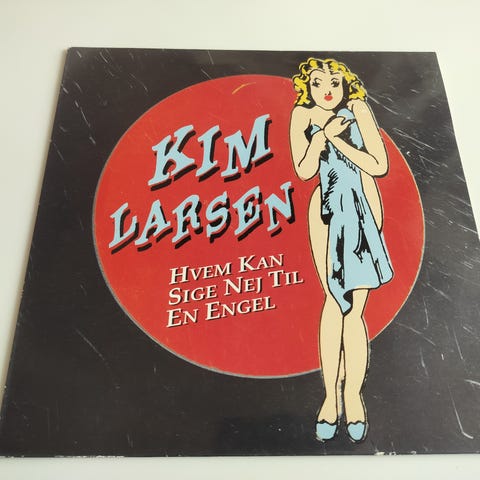 KIM
LARSEN
HVEM KAN
SIGE NEJ TIL
EN ENGEL